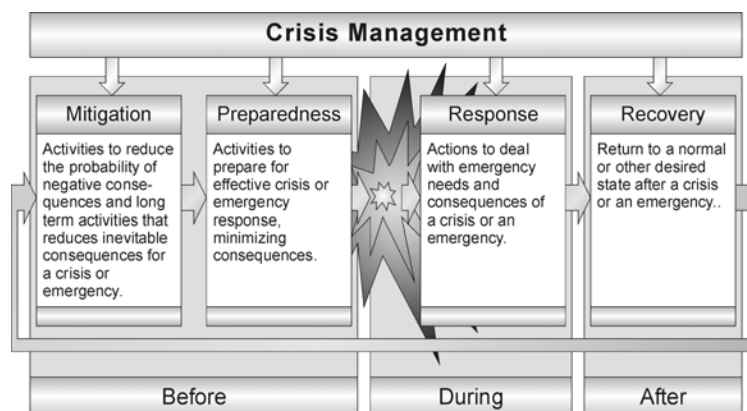 Crisis Management
Mitigation
Activities to reduce
the probability of
negative conse-
quences and long
term activities that
reduces inevitable
consequences for
a crisis or
emergency.
Preparedness
Activities to
prepare for
effective crisis or
emergency
response,
minimizing
consequences.
Response
Actions to deal
with emergency
needs and
consequences of
a crisis or an
emergency.
Recovery
Return to a normal
or other desired
state after a crisis
or an emergency..
Before
During
After